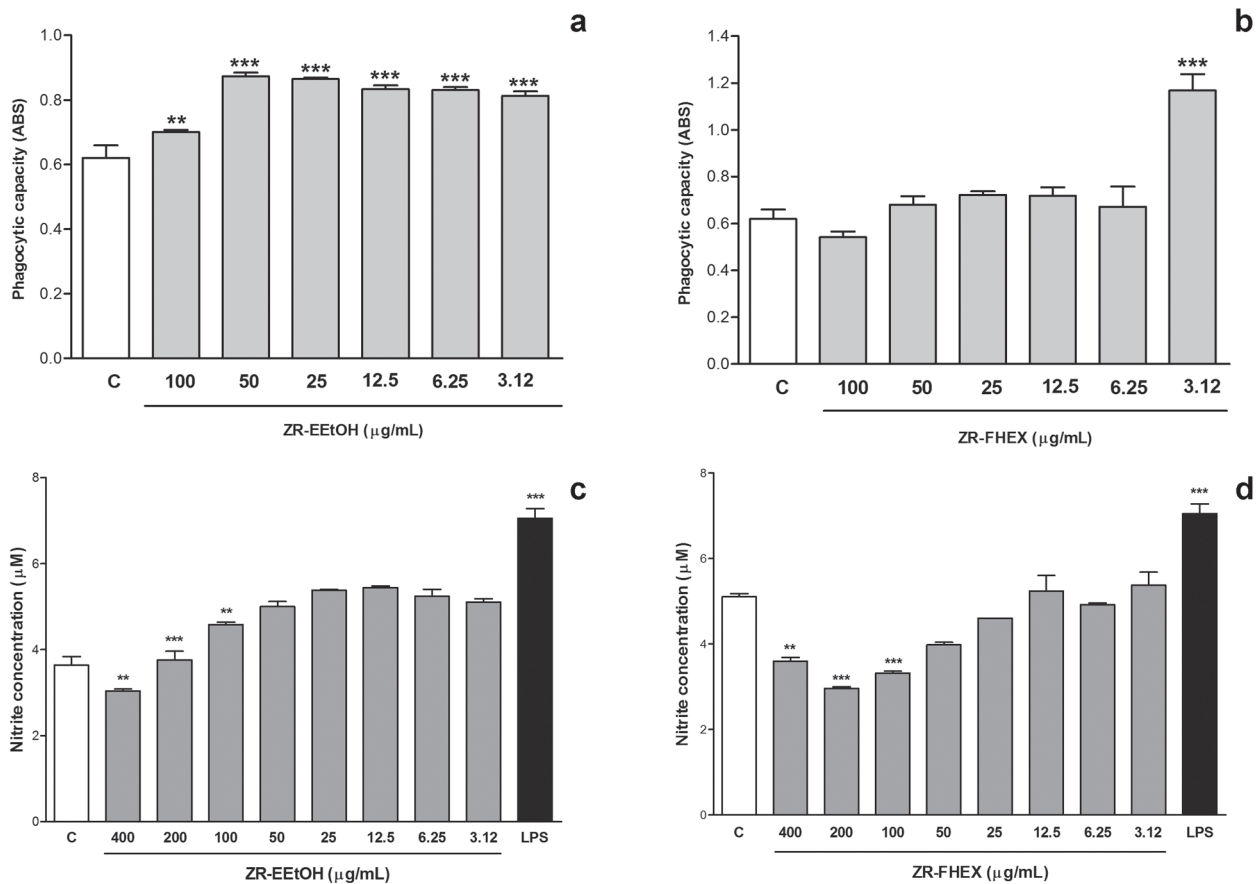 a
Phagocytic capacity (ABS)
1.0
0.8
0.6
0.4
0.2
0.0
** *** *** *** *** ***
C 100 50 25 12.5 6.25 3.12
ZR-EEtOH (μg/mL)
b
Phagocytic capacity (ABS)
1.4
1.2
1.0
0.8
0.6
0.4
0.2
0.0
***
C 100 50 25 12.5 6.25 3.12
ZR-FHEX (μg/mL)
c
Nitrite concentration (μM)
8
6
4
2
0
** *** ** ***
C 400 200 100 50 25 12.5 6.25 3.12 LPS
ZR-EEtOH (μg/mL)
d
Nitrite concentration (μM)
8
6
4
2
0
** *** *** ***
C 400 200 100 50 25 12.5 6.25 3.12 LPS
ZR-FHEX (μg/mL)